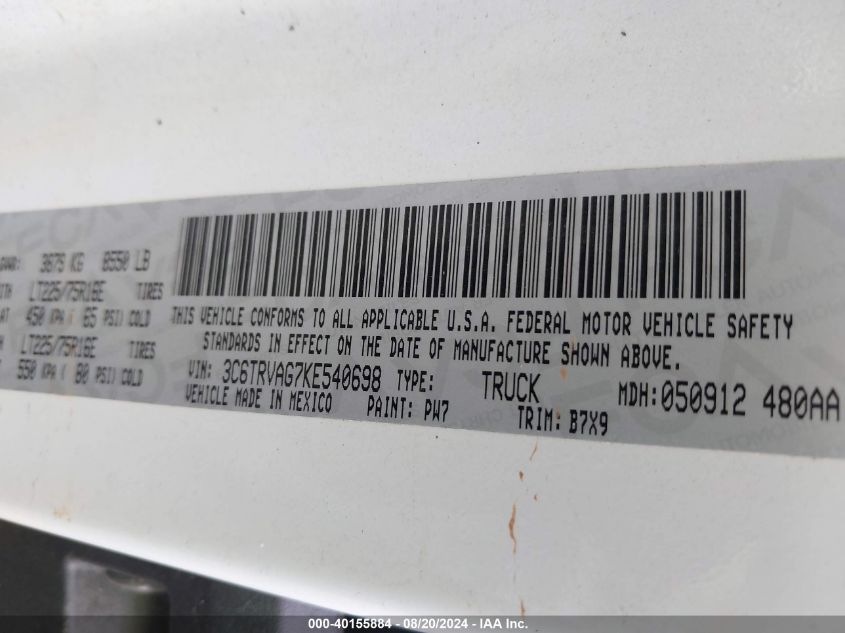 GVWR: 3875 KG 8550 LB
LT225/75R16E TIRES
450 KPA ( 65 PSI) COLD
LT225/75R16E TIRES
550 KPA ( 80 PSI) COLD
THIS VEHICLE CONFORMS TO ALL APPLICABLE U.S.A. FEDERAL MOTOR VEHICLE SAFETY
STANDARDS IN EFFECT ON THE DATE OF MANUFACTURE SHOWN ABOVE.
VIN: 3C6TRVAG7KE540698 TYPE: TRUCK MDH:050912 480AA
VEHICLE MADE IN MEXICO PAINT: PW7 TRIM: B7X9
000-40155884 - 08/20/2024 - IAA Inc.